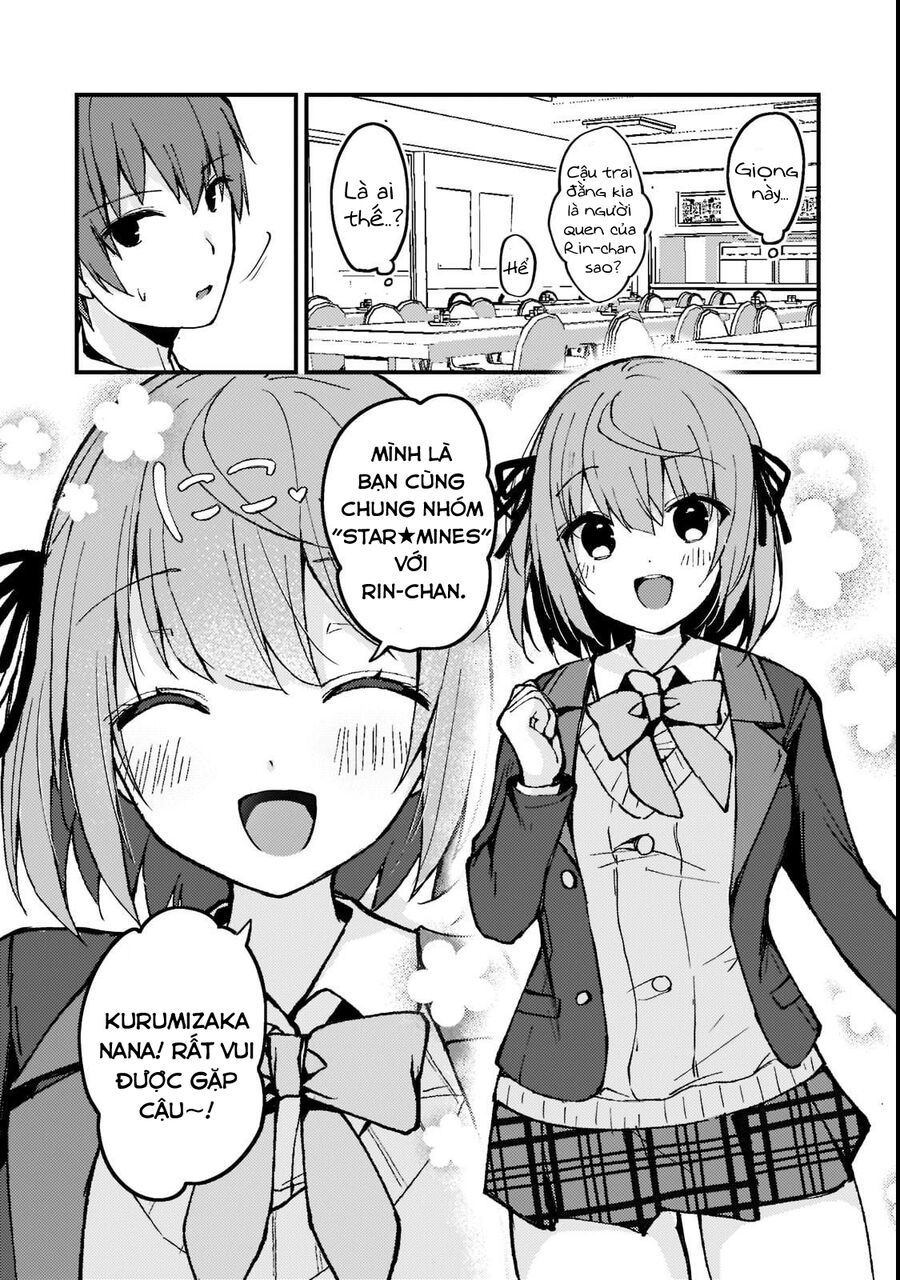 Giọng
này...
Cậu trai
đằng kia
là người
quen của
Rin-chan
sao?
Hể
Là ai
thế..?
MÌNH LÀ
BẠN CÙNG
CHUNG NHÓM
“STAR★MINES”
VỚI
RIN-CHAN.
KURUMIZAKA
NANA! RẤT VUI
ĐƯỢC GẶP
CẬU~!